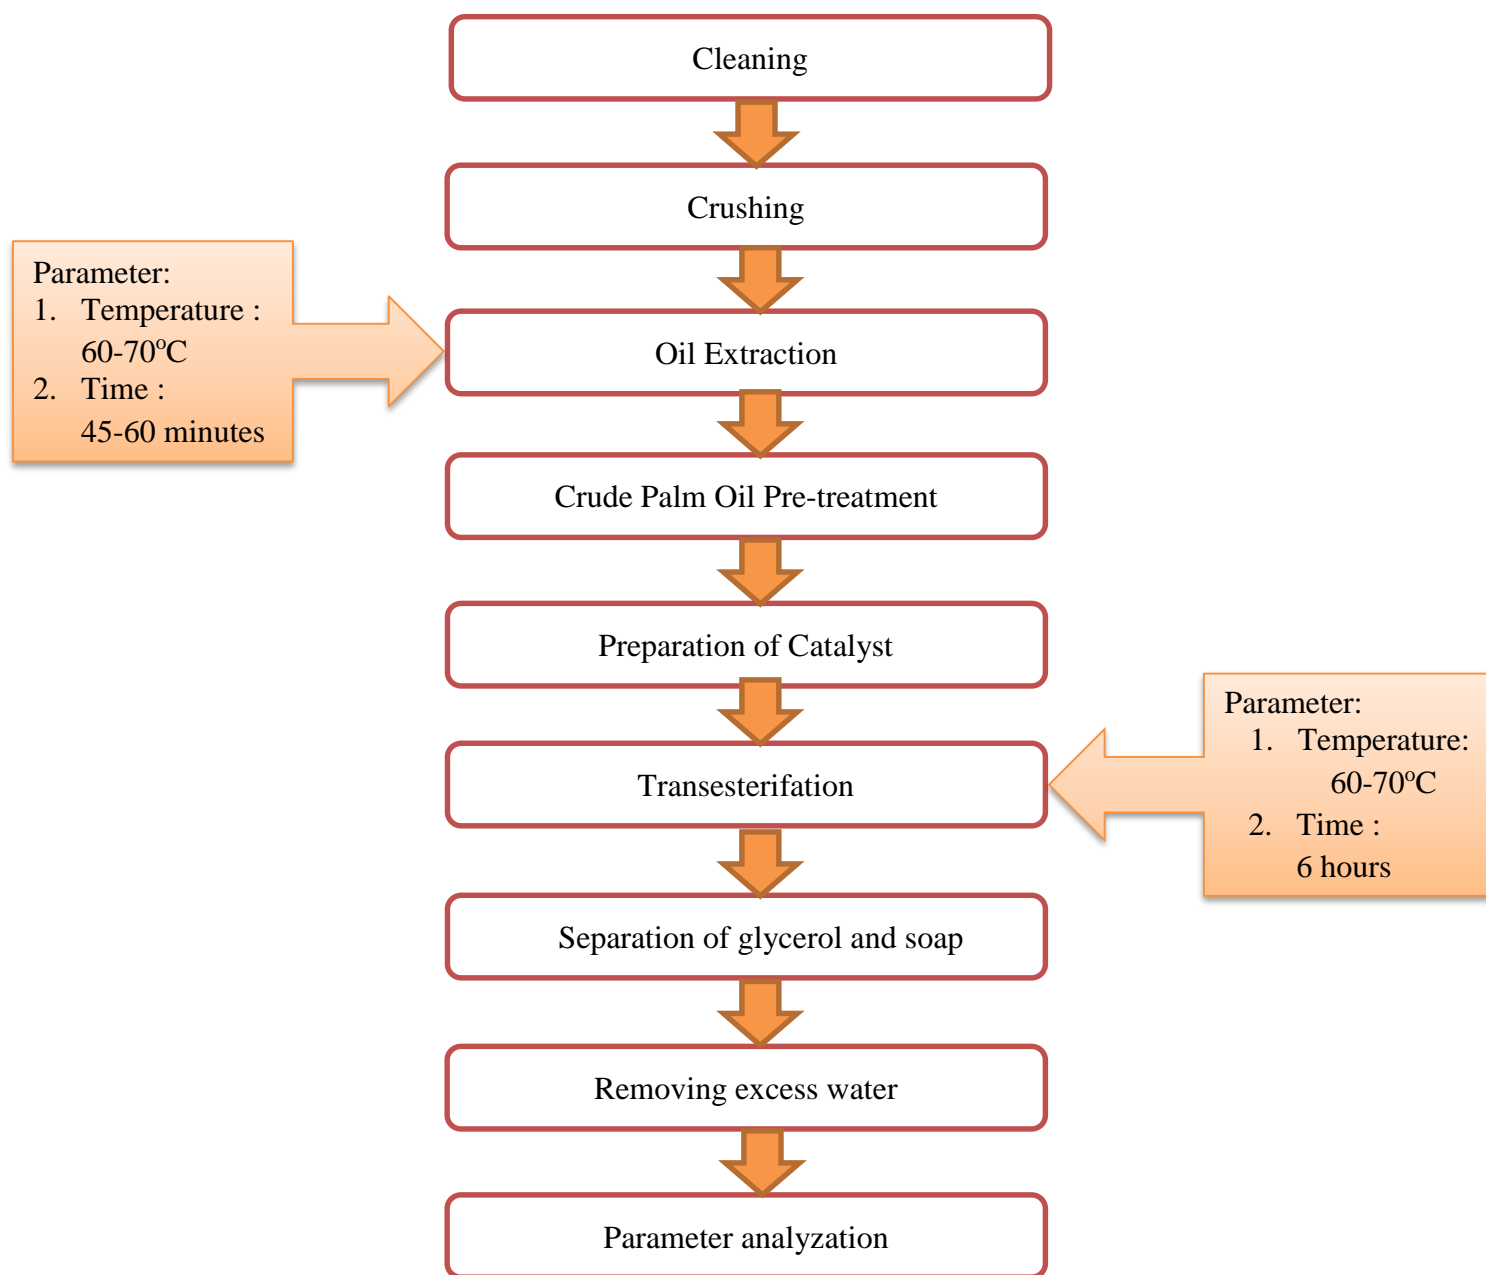 Cleaning
Crushing
Parameter:
1. Temperature :
60-70°C
2. Time :
45-60 minutes
Oil Extraction
Crude Palm Oil Pre-treatment
Preparation of Catalyst
Transesterifation
Parameter:
1. Temperature:
60-70°C
2. Time :
6 hours
Separation of glycerol and soap
Removing excess water
Parameter analyzation